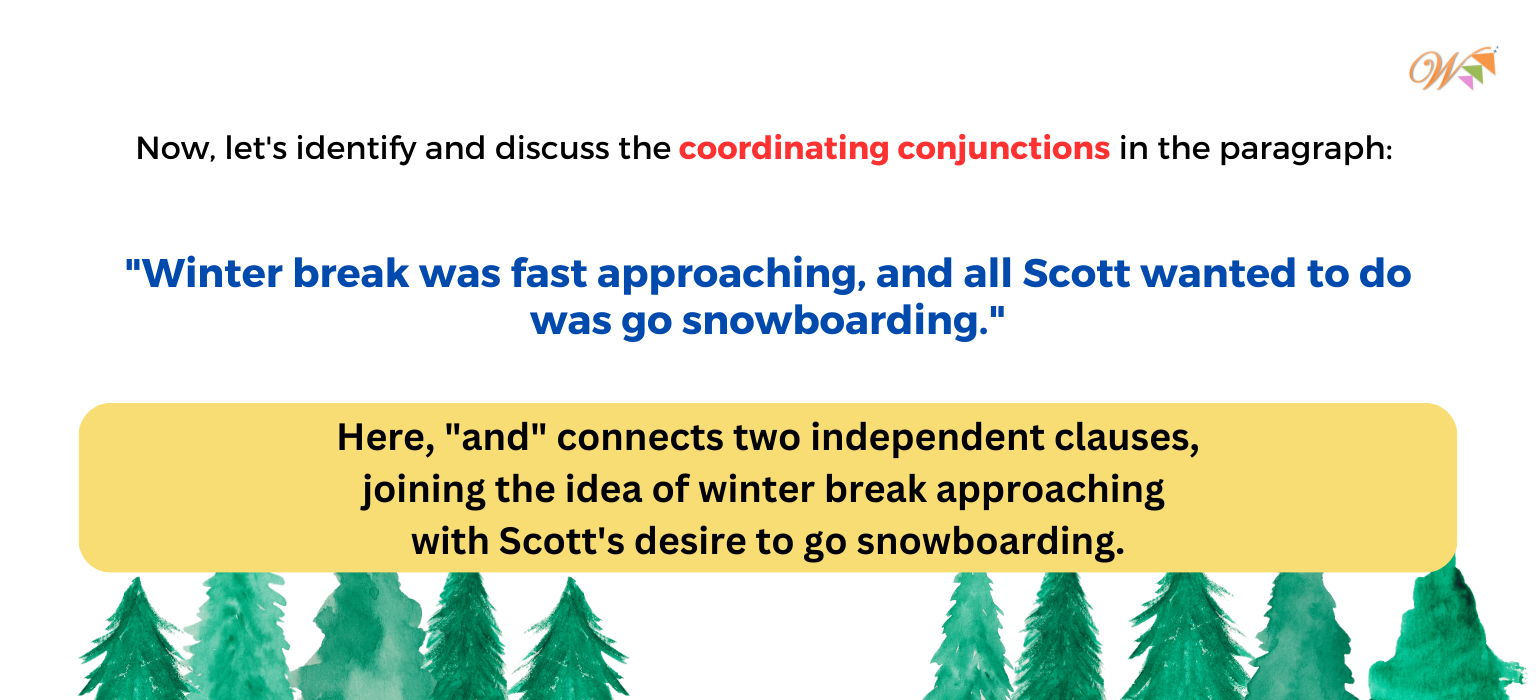 W
Now, let's identify and discuss the coordinating conjunctions in the paragraph:
"Winter break was fast approaching, and all Scott wanted to do
was go snowboarding."
Here, "and" connects two independent clauses,
joining the idea of winter break approaching
with Scott's desire to go snowboarding.